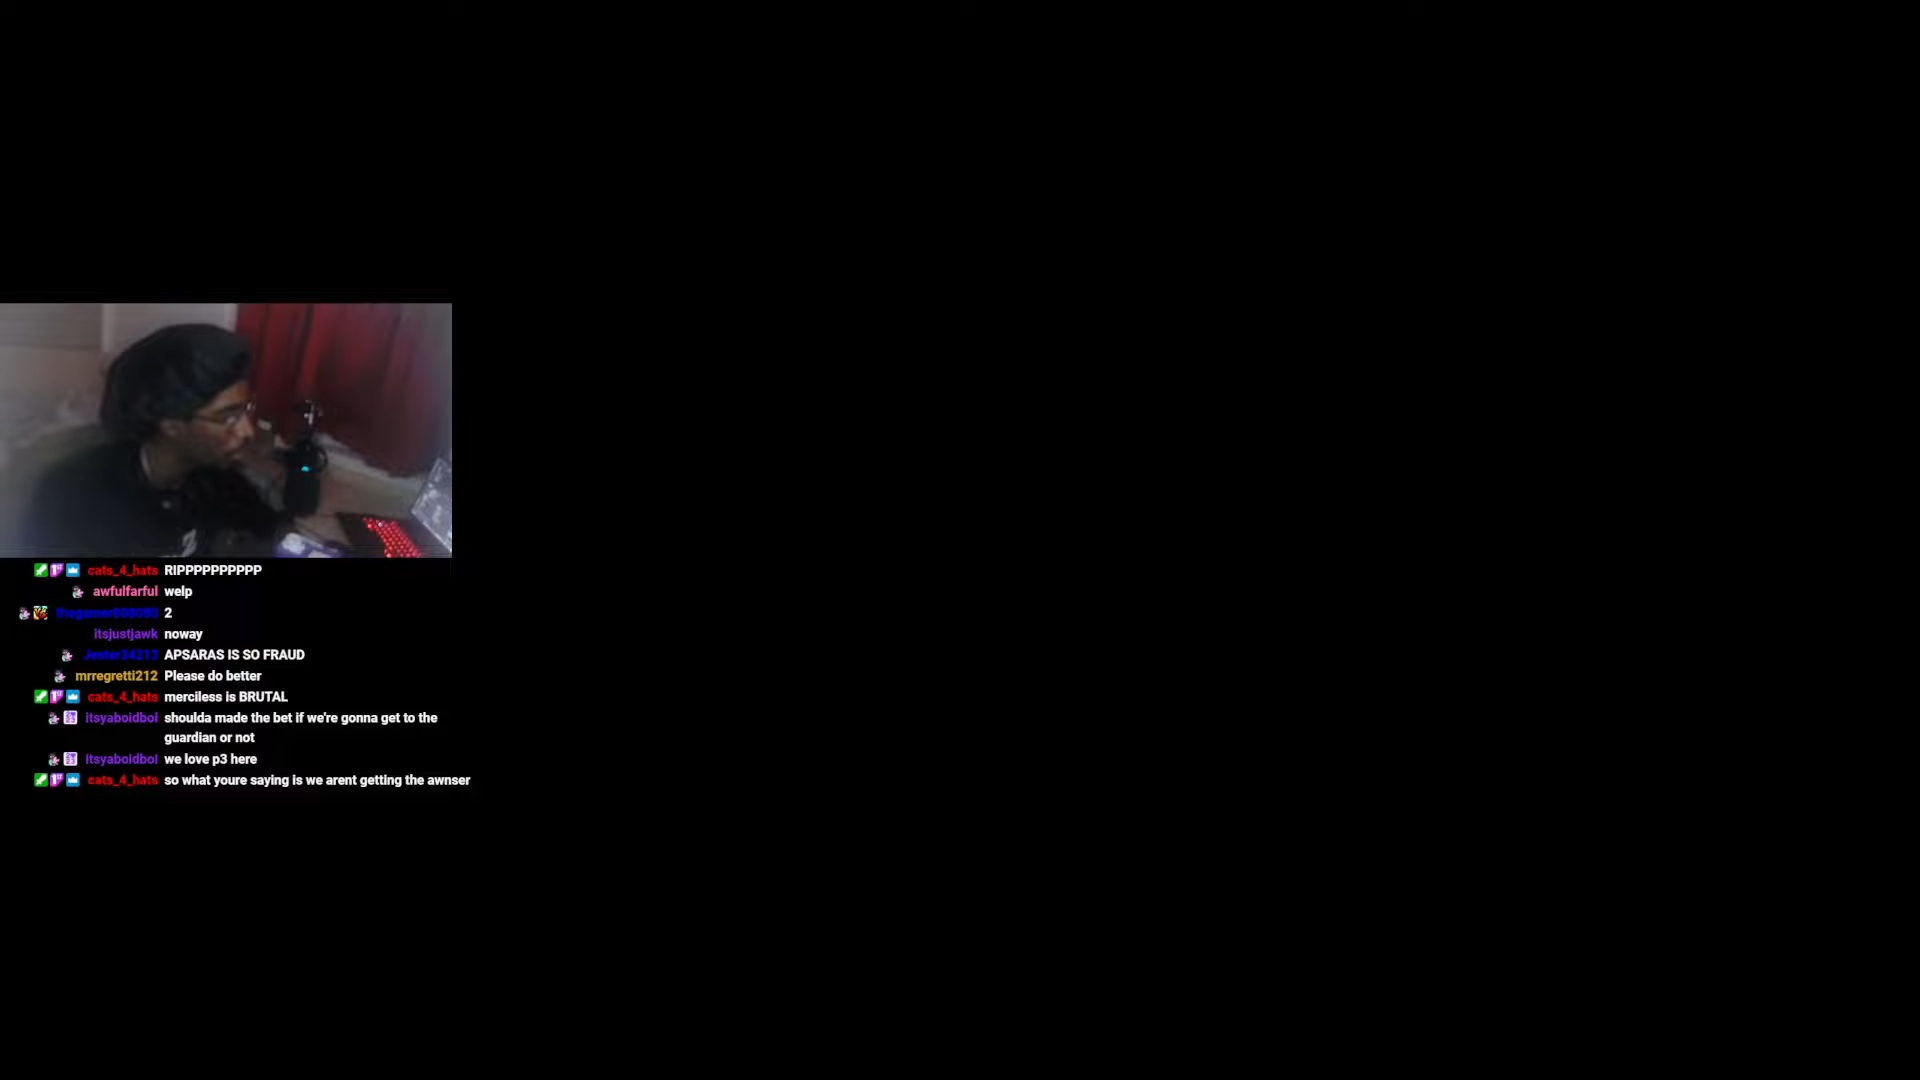 cats_4_hats RIPPPPPPPPPP
awfulfarful welp
2
itsjustjawk noway
Jester34213 APSARAS IS SO FRAUD
mrregretti212 Please do better
cats_4_hats merciless is BRUTAL
itsyaboidboi shoulda made the bet if we're gonna get to the
guardian or not
itsyaboidboi we love p3 here
cats_4_hats so what youre saying is we arent getting the awnser